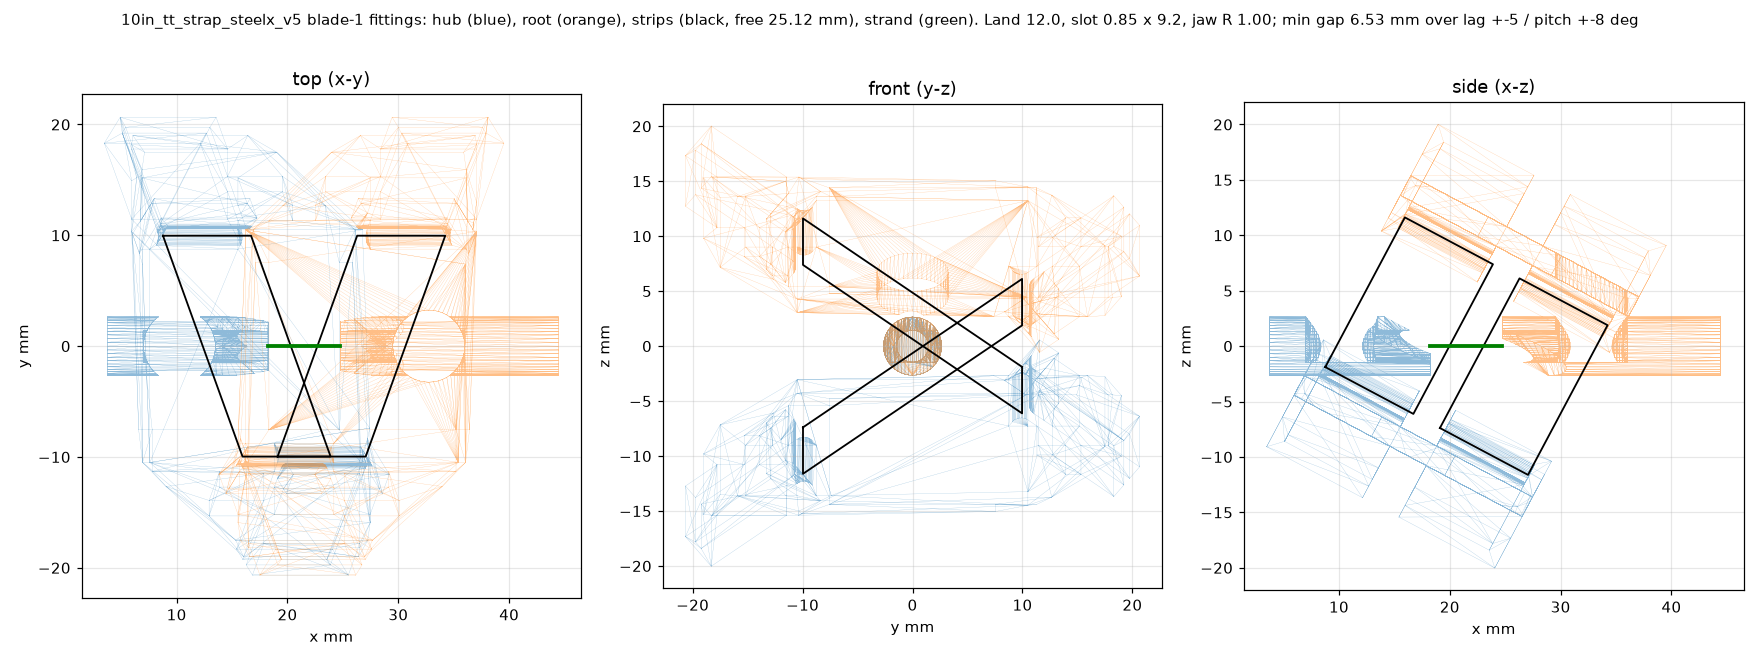 10in_tt_strap_steelx_v5 blade-1 fittings: hub (blue), root (orange), strips (black, free 25.12 mm), strand (green). Land 12.0, slot 0.85 x 9.2, jaw R 1.00; min gap 6.53 mm over lag +-5 / pitch +-8 deg
top (x-y)
20
10
0
−10
−20
y mm
10 20 30 40
x mm
front (y-z)
20
15
10
5
0
−5
−10
−15
−20
z mm
−20 −10 0 10 20
y mm
side (x-z)
20
15
10
5
0
−5
−10
−15
−20
z mm
10 20 30 40
x mm